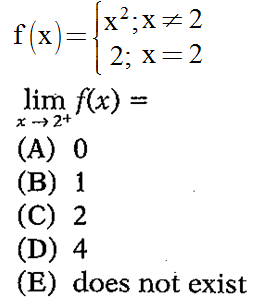 f(x)={x²;x≠2
2; x=2
lim f(x) =
x→2⁺
(A) 0
(B) 1
(C) 2
(D) 4
(E) does not exist